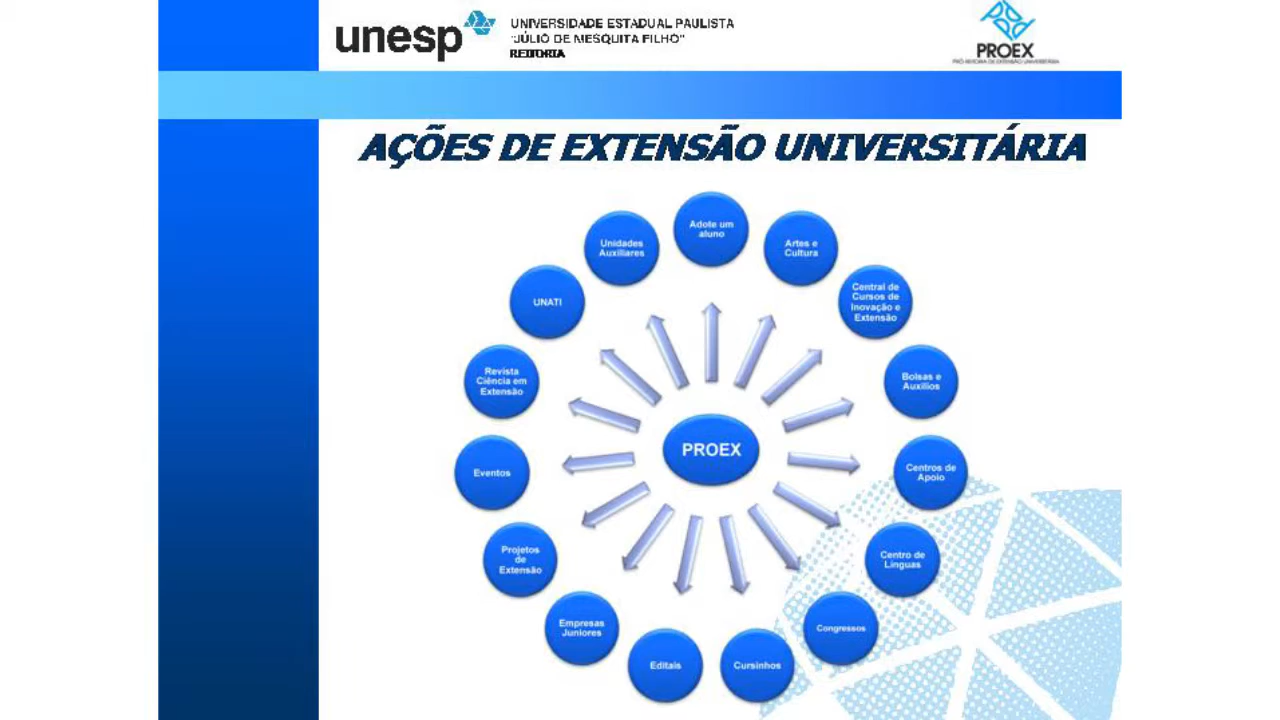 unesp
UNIVERSIDADE ESTADUAL PAULISTA
"JÚLIO DE MESQUITA FILHO"
REITORIA
PROEX
PRÓ-REITORIA DE EXTENSÃO UNIVERSITÁRIA
AÇÕES DE EXTENSÃO UNIVERSITÁRIA
Adote um
aluno
Artes e
Cultura
Central de
Cursos de
Inovação e
Extensão
Bolsas e
Auxílios
Centros de
Apoio
Centro de
Línguas
Congressos
Cursinhos
Editais
Empresas
Juniores
Projetos
de
Extensão
Eventos
Revista
Ciência em
Extensão
UNATI
Unidades
Auxiliares
PROEX